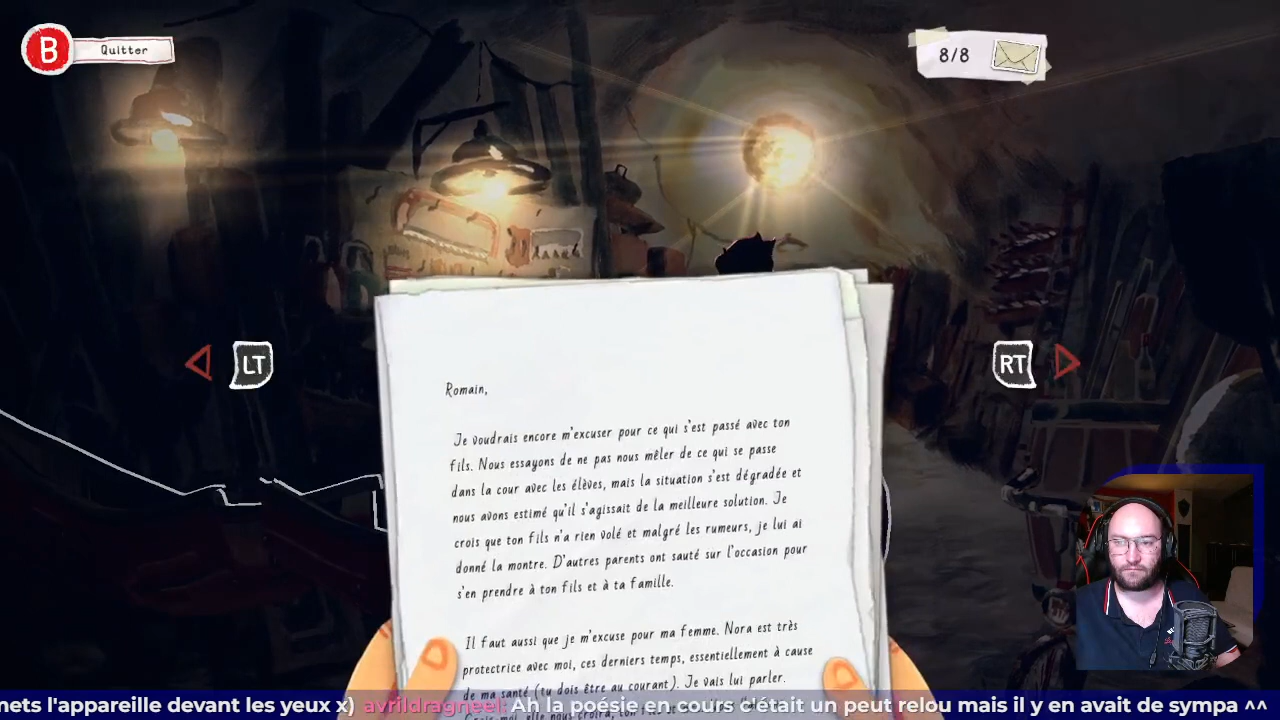 B Quitter
8/8
LT
RT
Romain,
Je voudrais encore m'excuser pour ce qui s'est passé avec ton
fils. Nous essayons de ne pas nous mêler de ce qui se passe
dans la cour avec les élèves, mais la situation s'est dégradée et
nous avons estimé qu'il s'agissait de la meilleure solution. Je
crois que ton fils n'a rien volé et malgré les rumeurs, je lui ai
donné la montre. D'autres parents ont sauté sur l'occasion pour
s'en prendre à ton fils et à ta famille.
Il faut aussi que je m'excuse pour ma femme. Nora est très
protectrice avec moi, ces derniers temps, essentiellement à cause
de ma santé (tu dois être au courant). Je vais lui parler.
nets l'appareille devant les yeux x) avrildragneel: Ah la poésie en cours c'était un peut relou mais il y en avait de sympa ^^